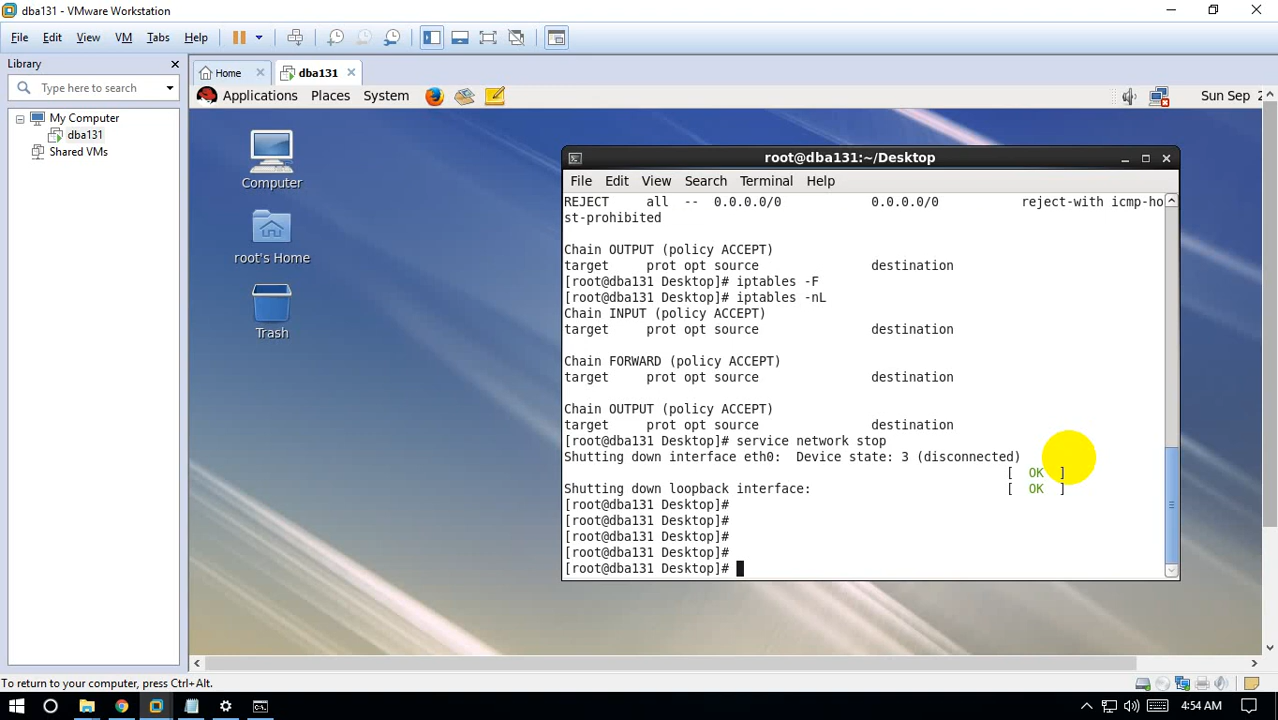 dba131 - VMware Workstation
File Edit View VM Tabs Help
Library
Type here to search
My Computer
dba131
Shared VMs
Home dba131
Applications Places System Sun Sep 2
Computer
root's Home
Trash
root@dba131:~/Desktop
File Edit View Search Terminal Help
REJECT     all  --  0.0.0.0/0            0.0.0.0/0           reject-with icmp-ho
st-prohibited
Chain OUTPUT (policy ACCEPT)
target     prot opt source               destination
[root@dba131 Desktop]# iptables -F
[root@dba131 Desktop]# iptables -nL
Chain INPUT (policy ACCEPT)
target     prot opt source               destination
Chain FORWARD (policy ACCEPT)
target     prot opt source               destination
Chain OUTPUT (policy ACCEPT)
target     prot opt source               destination
[root@dba131 Desktop]# service network stop
Shutting down interface eth0:  Device state: 3 (disconnected)
[  OK  ]
Shutting down loopback interface:                          [  OK  ]
[root@dba131 Desktop]#
[root@dba131 Desktop]#
[root@dba131 Desktop]#
[root@dba131 Desktop]#
[root@dba131 Desktop]#
To return to your computer, press Ctrl+Alt.
4:54 AM